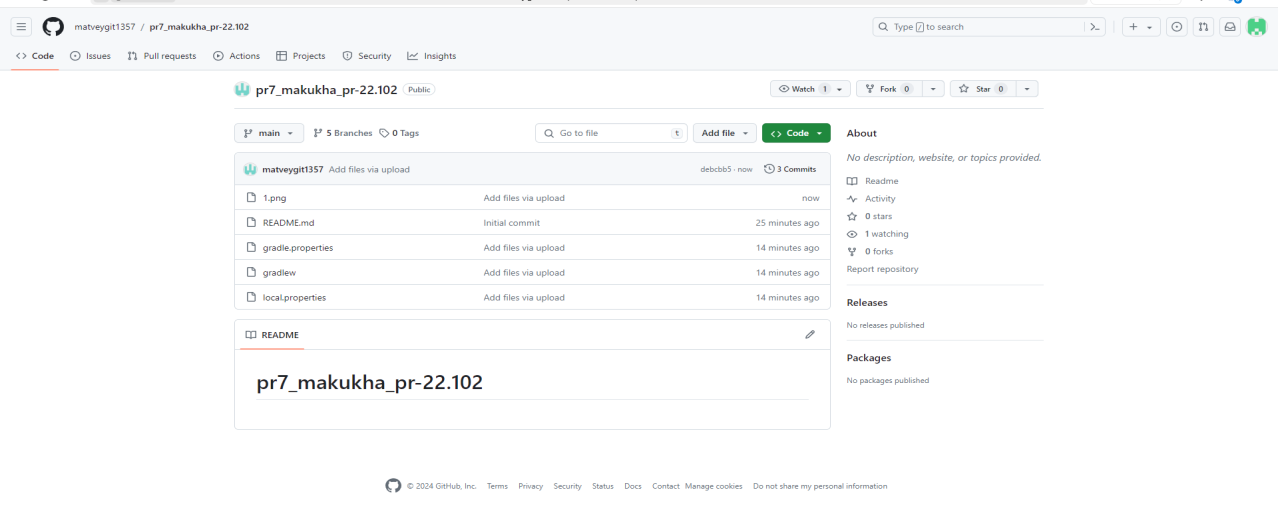 matveygit1357 / pr7_makukha_pr-22.102 Type / to search
Code Issues Pull requests Actions Projects Security Insights
pr7_makukha_pr-22.102 Public Watch 1 Fork 0 Star 0
main 5 Branches 0 Tags Go to file t Add file Code
matveygit1357 Add files via upload debcbb5 · now 3 Commits
1.png Add files via upload now
README.md Initial commit 25 minutes ago
gradle.properties Add files via upload 14 minutes ago
gradlew Add files via upload 14 minutes ago
local.properties Add files via upload 14 minutes ago
README
pr7_makukha_pr-22.102
About
No description, website, or topics provided.
Readme
Activity
0 stars
1 watching
0 forks
Report repository
Releases
No releases published
Packages
No packages published
© 2024 GitHub, Inc. Terms Privacy Security Status Docs Contact Manage cookies Do not share my personal information